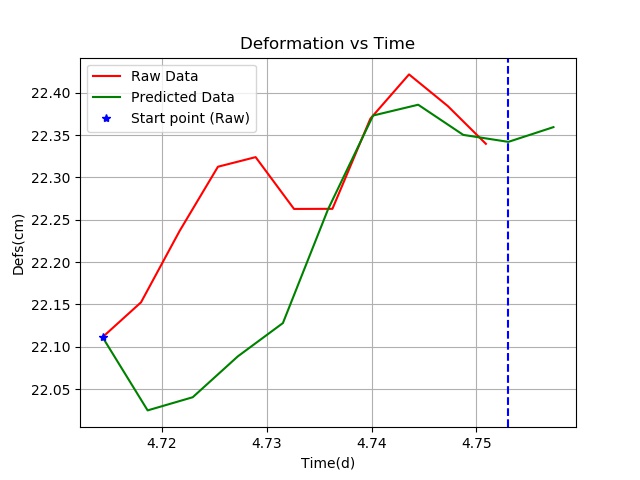 Deformation vs Time
Raw Data
Predicted Data
Start point (Raw)
22.40
22.35
22.30
22.25
22.20
22.15
22.10
22.05
Defs(cm)
4.72 4.73 4.74 4.75
Time(d)